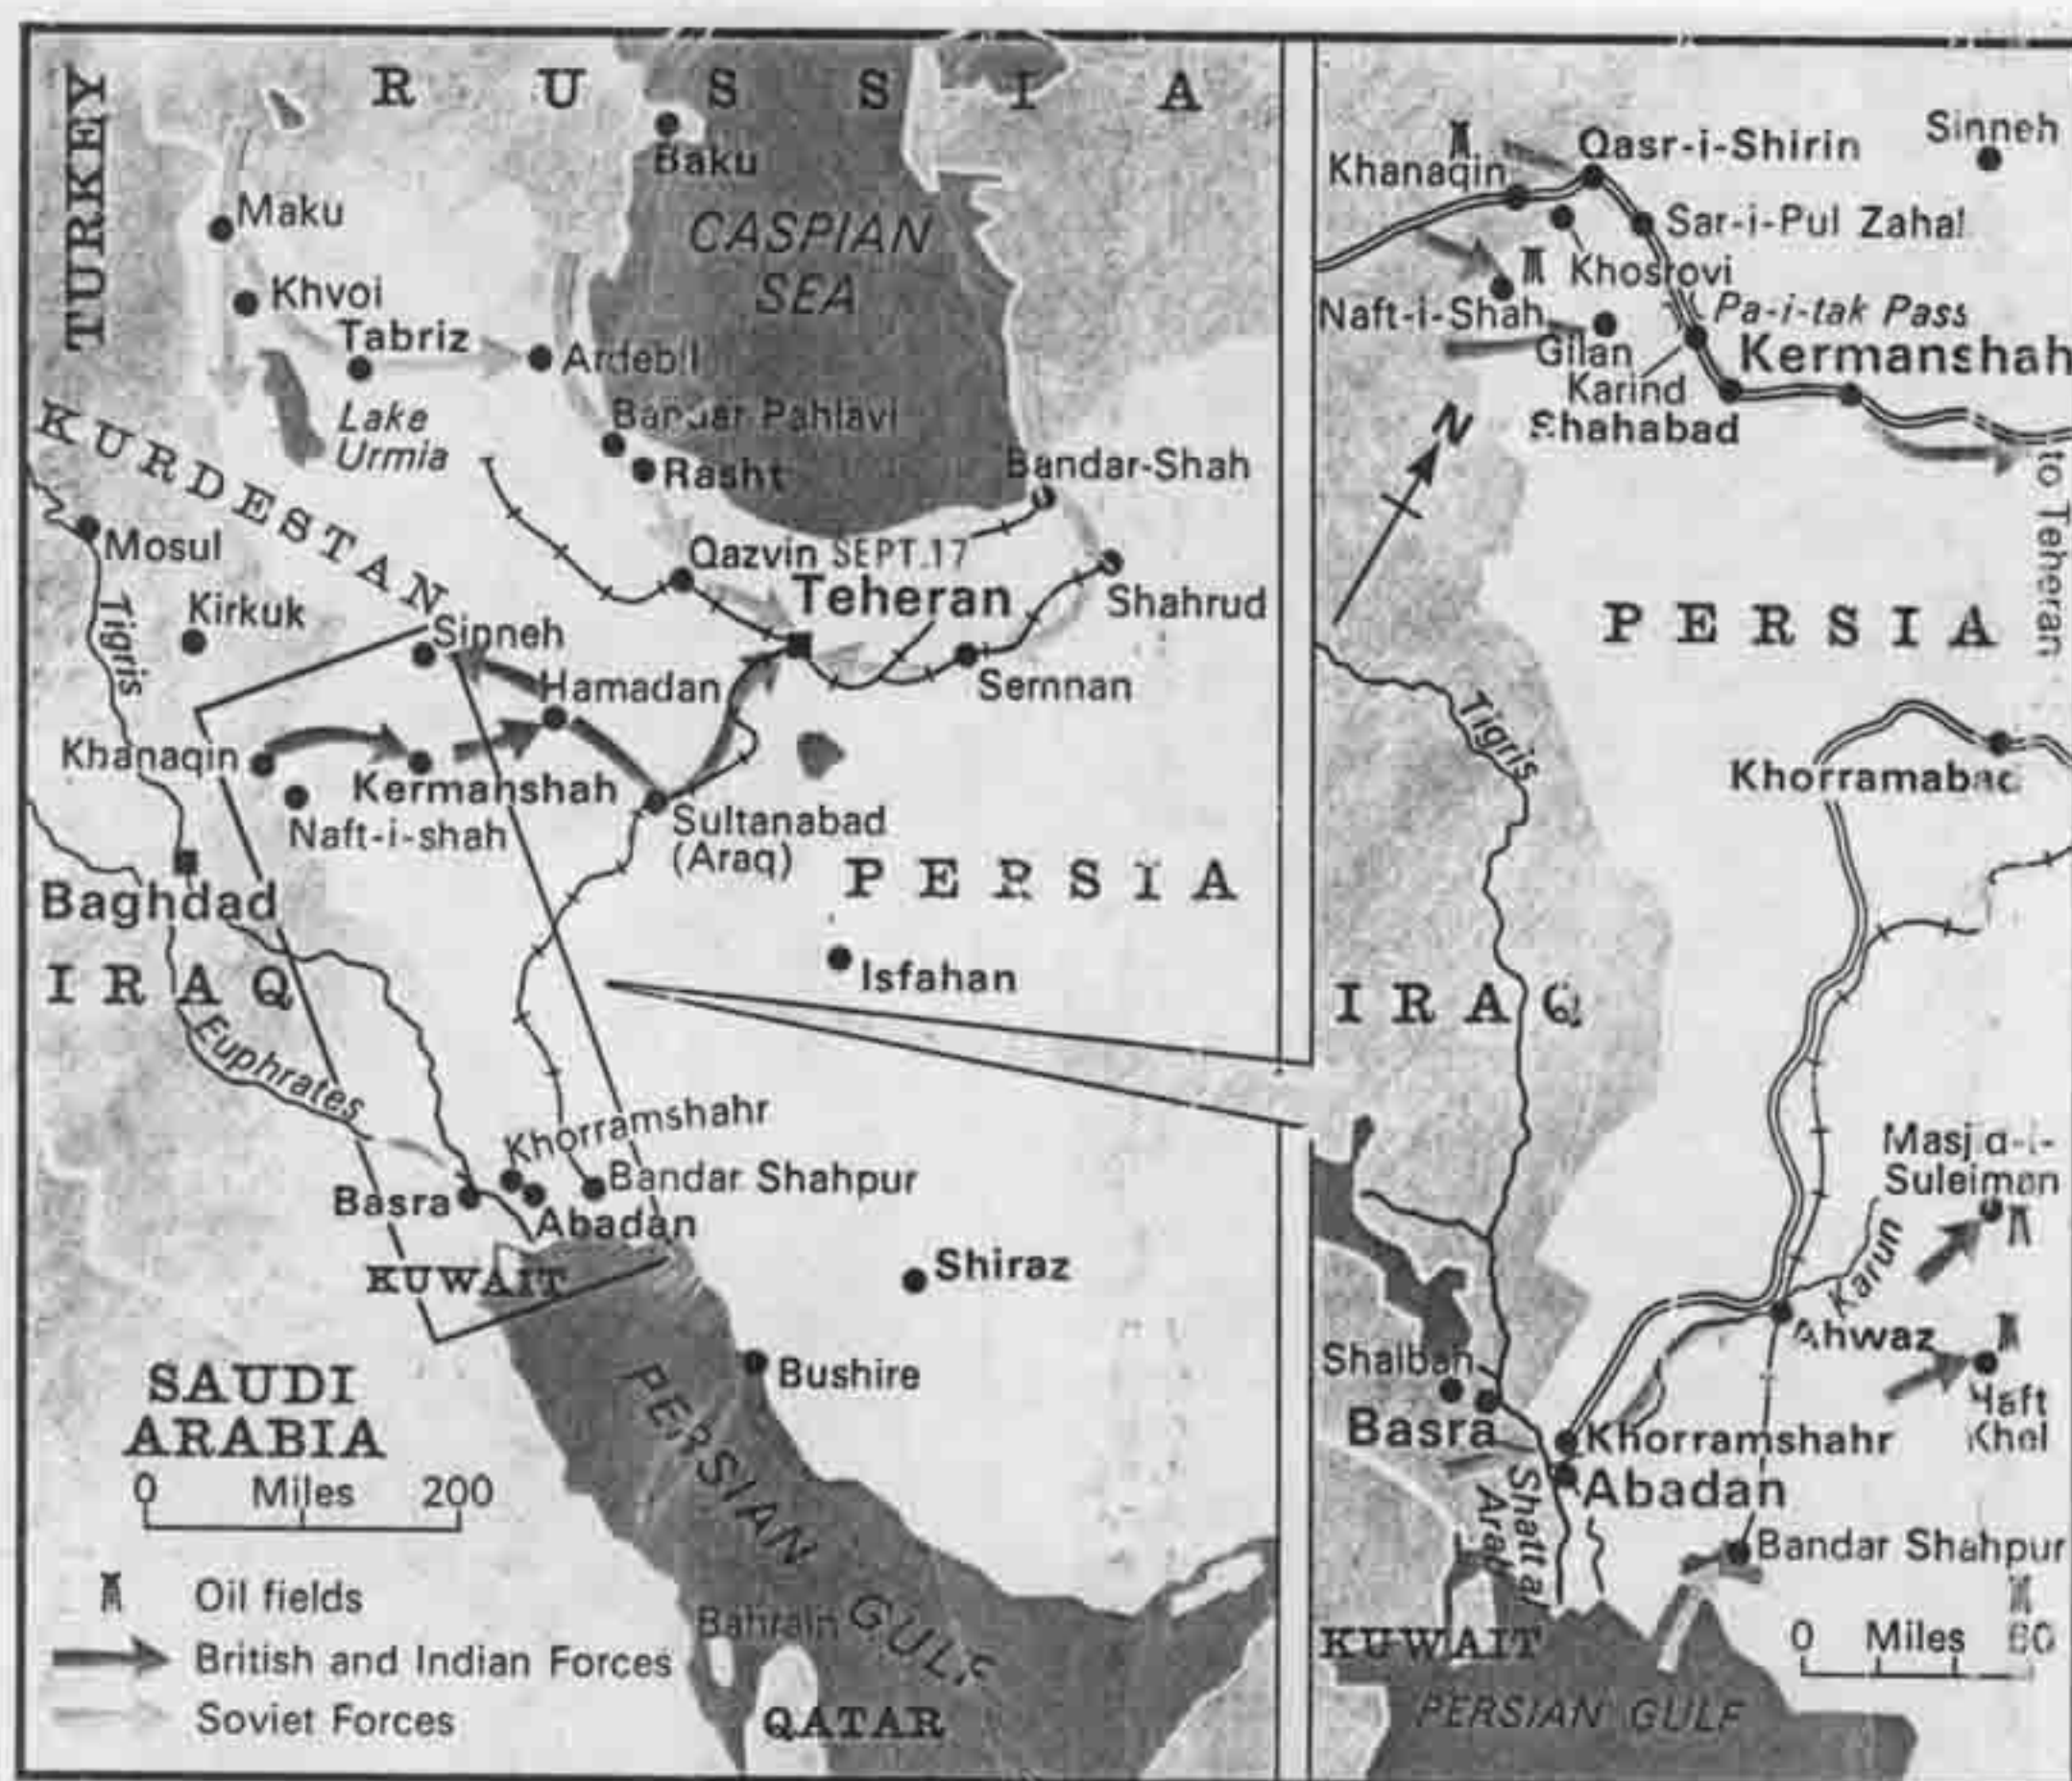 RUSSIA
TURKEY
Baku
Maku
CASPIAN
SEA
Khvoi
Tabriz
Ardebil
Lake
Urmia
Bandar Pahlavi
Rasht
Bandar-Shah
KURDESTAN
Mosul
Qazvin SEPT.17
Teheran
Shahrud
Tigris
Kirkuk
Sinneh
Hamadan
Semnan
Khanaqin
Kermanshah
Naft-i-shah
Sultanabad
(Araq)
PERSIA
Baghdad
IRAQ
Isfahan
Euphrates
Khorramshahr
Bandar Shahpur
Basra
Abadan
KUWAIT
Shiraz
Bushire
SAUDI
ARABIA
PERSIAN GULF
0 Miles 200
Oil fields
British and Indian Forces
Soviet Forces
Bahrain
QATAR
Sinneh
Qasr-i-Shirin
Khanaqin
Sar-i-Pul Zahal
Khosrovi
Naft-i-Shah
Pa-i-tak Pass
Gilan
Kermanshah
Karind
Shahabad
N
to Teheran
PERSIA
Tigris
Khorramabad
IRAQ
Masjid-i-
Suleiman
Karun
Ahwaz
Shaibah
Haft
Khel
Basra
Khorramshahr
Abadan
Shatt al
Arab
Bandar Shahpur
KUWAIT
0 Miles 60
PERSIAN GULF